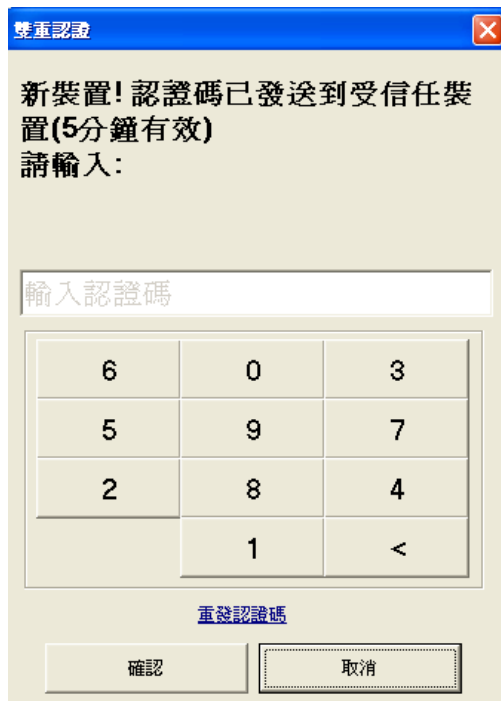 雙重認證
新裝置! 認證碼已發送到受信任裝
置(5分鐘有效)
請輸入:
輸入認證碼
6 0 3
5 9 7
2 8 4
1 <
重發認證碼
確認 取消